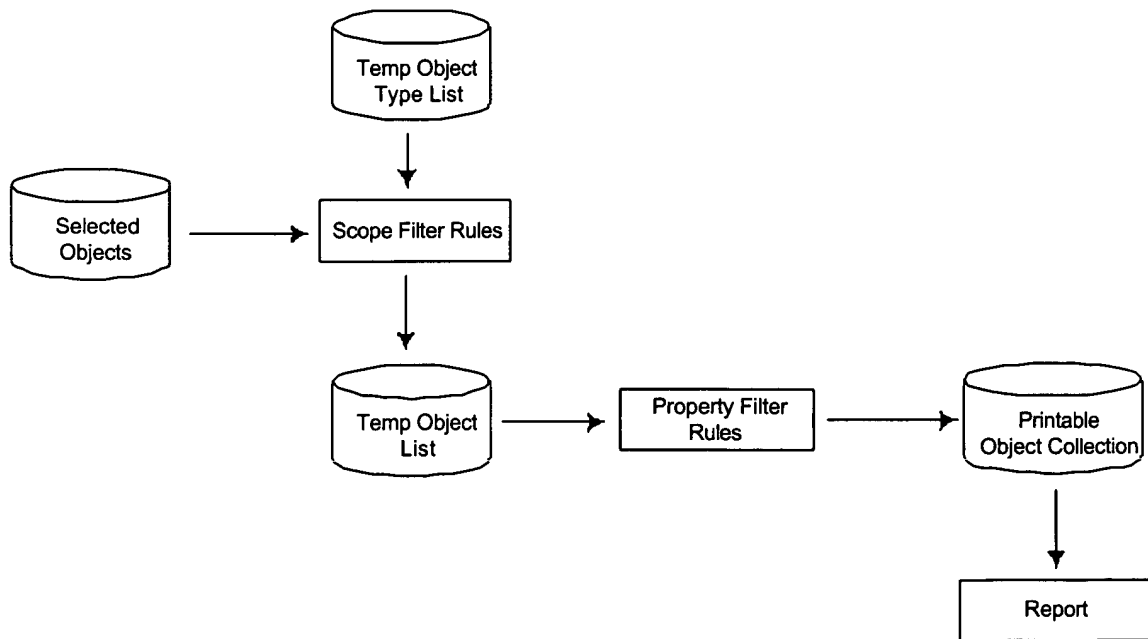 Temp Object
Type List
Selected
Objects
Scope Filter Rules
Temp Object
List
Property Filter
Rules
Printable
Object Collection
Report